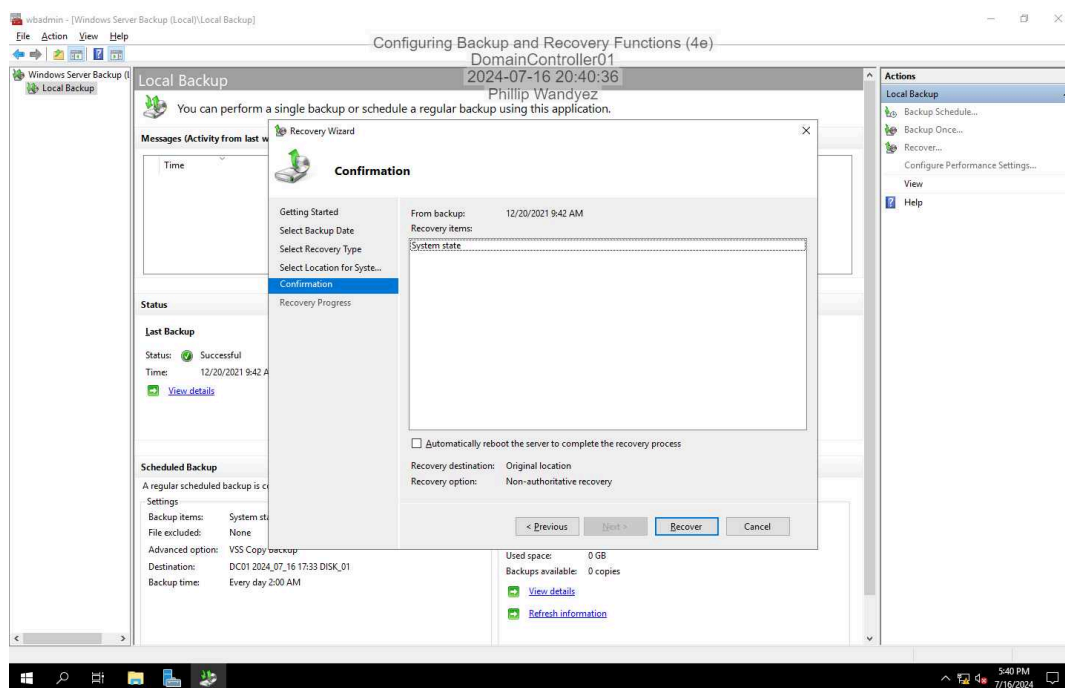 wbadmin - [Windows Server Backup (Local)\Local Backup]
File Action View Help
Configuring Backup and Recovery Functions (4e)
DomainController01
2024-07-16 20:40:36
Phillip Wandyez
Windows Server Backup (L
Local Backup
Local Backup
You can perform a single backup or schedule a regular backup using this application.
Messages (Activity from last w
Time
Status
Last Backup
Status: Successful
Time: 12/20/2021 9:42 A
View details
Scheduled Backup
A regular scheduled backup is co
Settings
Backup items: System sta
File excluded: None
Advanced option: VSS Copy Backup
Destination: DC01 2024_07_16 17:33 DISK_01
Backup time: Every day 2:00 AM
Used space: 0 GB
Backups available: 0 copies
View details
Refresh information
Recovery Wizard
Confirmation
Getting Started
Select Backup Date
Select Recovery Type
Select Location for Syste...
Confirmation
Recovery Progress
From backup: 12/20/2021 9:42 AM
Recovery items:
System state
Automatically reboot the server to complete the recovery process
Recovery destination: Original location
Recovery option: Non-authoritative recovery
< Previous Next > Recover Cancel
Actions
Local Backup
Backup Schedule...
Backup Once...
Recover...
Configure Performance Settings...
View
Help
5:40 PM
7/16/2024